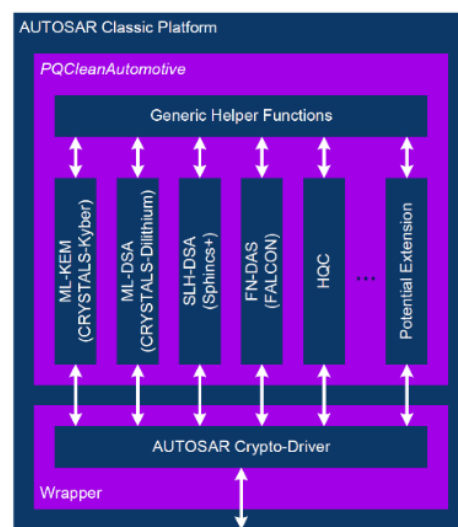 AUTOSAR Classic Platform
PQCleanAutomotive
Generic Helper Functions
ML-KEM
(CRYSTALS-Kyber)
ML-DSA
(CRYSTALS-Dilithium)
SLH-DSA
(Sphincs+)
FN-DAS
(FALCON)
HQC
...
Potential Extension
AUTOSAR Crypto-Driver
Wrapper